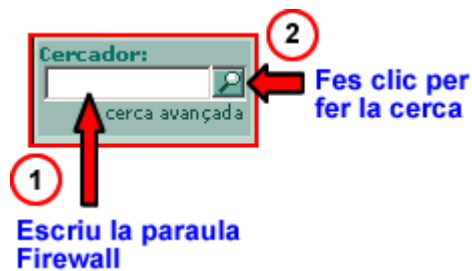 2
Cercador:
Fes clic per
fer la cerca
cerca avançada
1
Escriu la paraula
Firewall